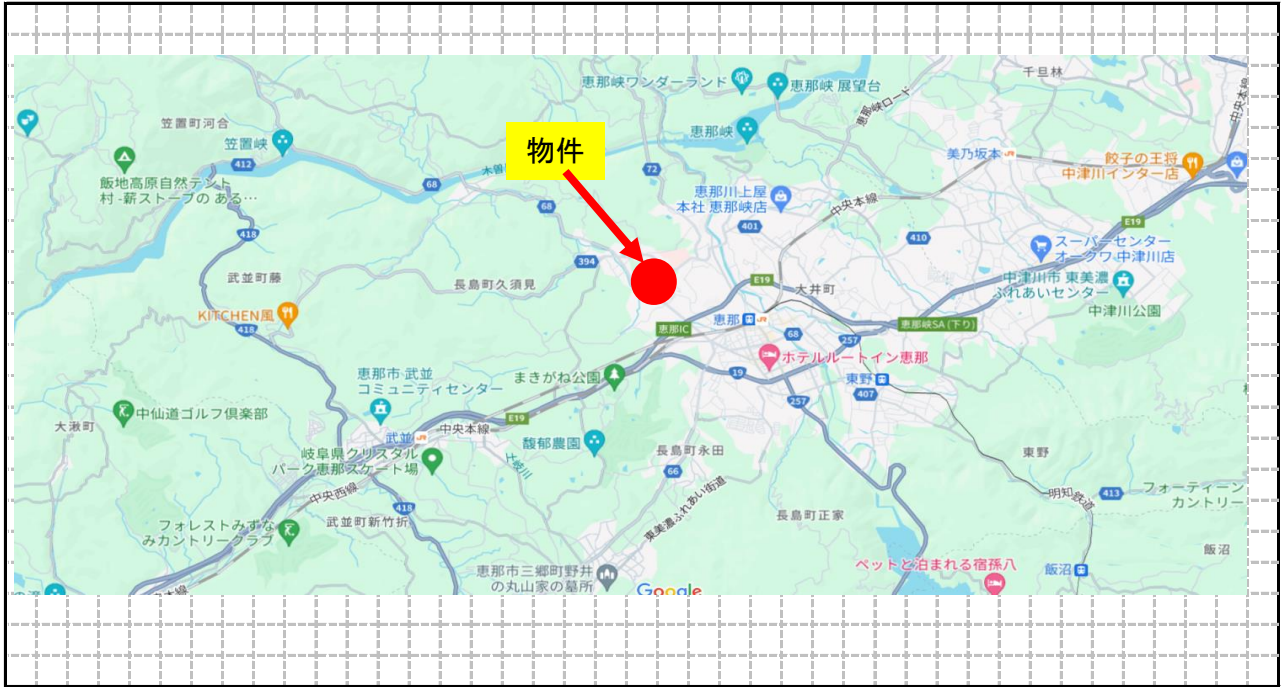 恵那峡ワンダーランド
恵那峡 展望台
千旦林
中央本線
恵那峡ロード
笠置町河合
笠置峡
恵那峡
物件
美乃坂本
餃子の王将
中津川インター店
412
飯地高原自然テント
村 -薪ストーブの ある…
68
72
恵那川上屋
本社 恵那峡店
中央本線
68
401
E19
418
410
スーパーセンター
オークワ 中津川店
394
武並町藤
長島町久須見
E19
大井町
中津川市 東美濃
ふれあいセンター
中津川公園
KITCHEN風
418
恵那IC
恵那
68
257
恵那峡SA (下り)
ホテルルートイン恵那
恵那市 武並
コミュニティセンター
まきがね公園
19
東野
407
257
中仙道ゴルフ倶楽部
大湫町
E19
武並
中央本線
馥郁農園
長島町永田
岐阜県クリスタル
パーク恵那スケート場
土岐川
66
東野
中央西線
418
武並町新竹折
東美濃ふれあい街道
明知鉄道
413
フォーティーン
カントリー
フォレストみずな
みカントリークラブ
長島町正家
飯沼
恵那市三郷町野井
の丸山家の墓所
ペットと泊まれる宿孫八
飯沼
Google